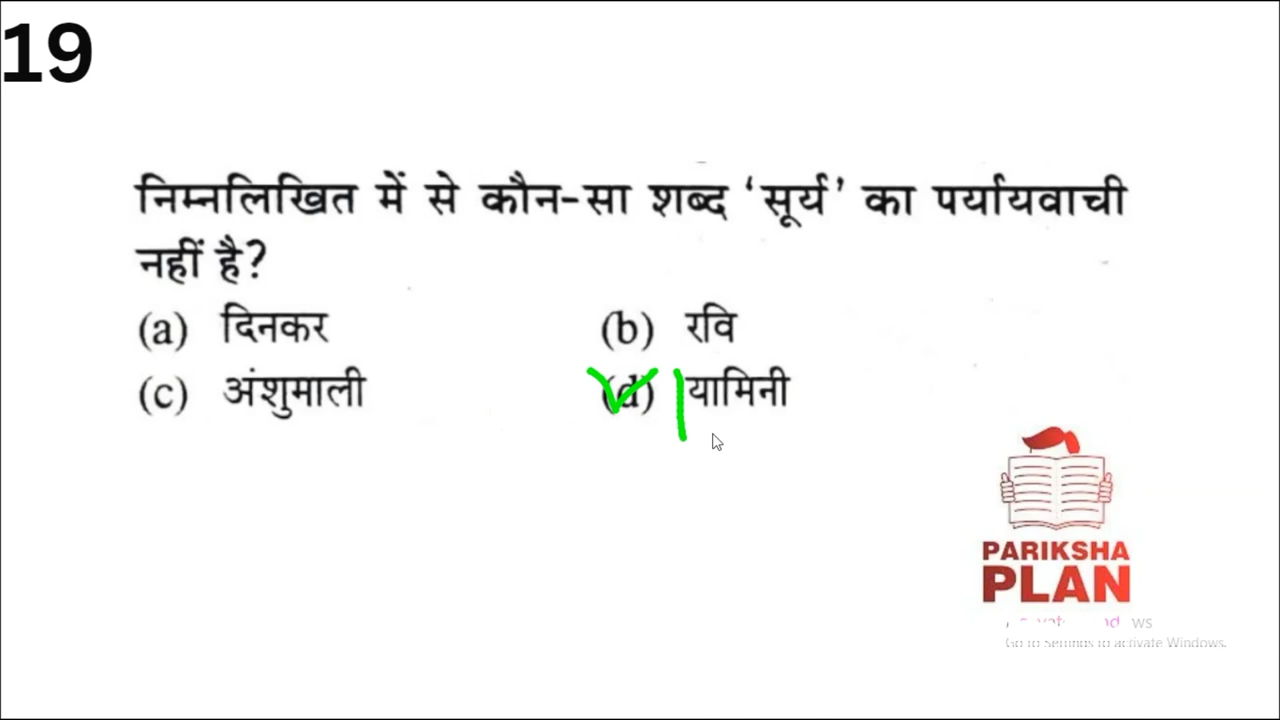 19
निम्नलिखित में से कौन-सा शब्द ‘सूर्य’ का पर्यायवाची
नहीं है?
(a) दिनकर (b) रवि
(c) अंशुमाली (d) यामिनी
PARIKSHA
PLAN
Go to Settings to activate Windows.